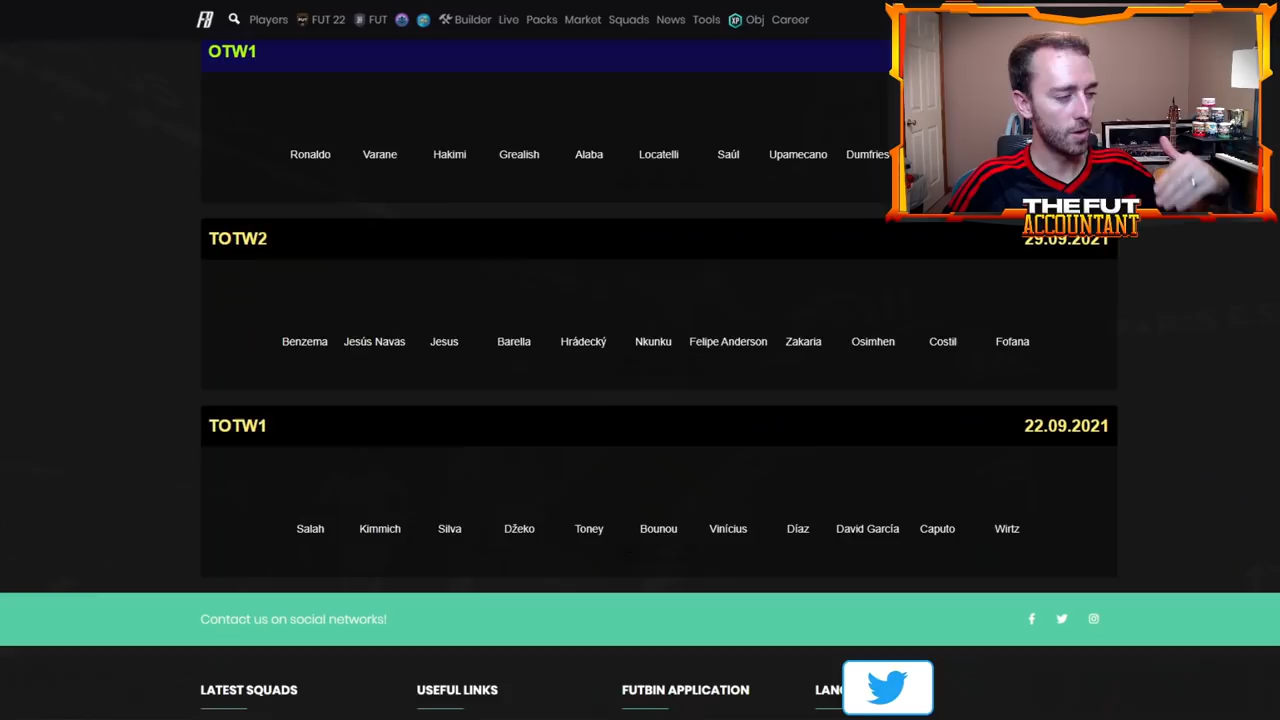 F8 Players FUT 22 FUT Builder Live Packs Market Squads News Tools XP Obj Career
OTW1
Ronaldo Varane Hakimi Grealish Alaba Locatelli Saúl Upamecano Dumfries
THE FUT
ACCOUNTANT
TOTW2 29.09.2021
Benzema Jesús Navas Jesus Barella Hrádecký Nkunku Felipe Anderson Zakaria Osimhen Costil Fofana
TOTW1 22.09.2021
Salah Kimmich Silva Džeko Toney Bounou Vinícius Díaz David García Caputo Wirtz
Contact us on social networks!
LATEST SQUADS USEFUL LINKS FUTBIN APPLICATION